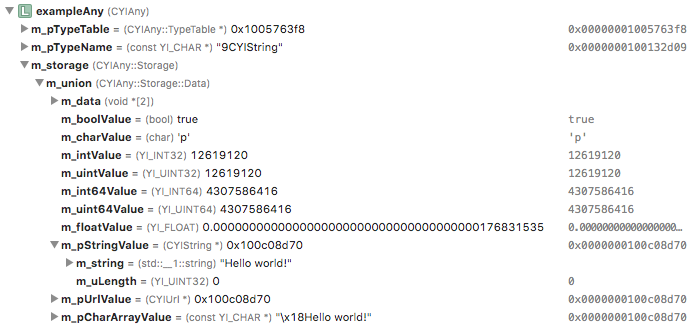 L exampleAny
m_pTypeTable = (CYIAny::TypeTable *) 0x1005763f8 0x00000001005763f8
m_pTypeName = (const YI_CHAR *) "9CYIString" 0x0000000100132d09
m_storage (CYIAny::Storage)
m_union (CYIAny::Storage::Data)
m_data (void *[2])
m_boolValue = (bool) true true
m_charValue = (char) 'p' 'p'
m_intValue = (YI_INT32) 12619120 12619120
m_uintValue = (YI_UINT32) 12619120 12619120
m_int64Value = (YI_INT64) 4307586416 4307586416
m_uint64Value = (YI_UINT64) 4307586416 4307586416
m_floatValue = (YI_FLOAT) 0.0000000000000000000000000000000000000176831535 0.0000000000000000...
m_pStringValue = (CYIString *) 0x100c08d70 0x0000000100c08d70
m_string = (std::__1::string) "Hello world!"
m_uLength = (YI_UINT32) 0 0
m_pUrlValue = (CYIUrl *) 0x100c08d70 0x0000000100c08d70
m_pCharArrayValue = (const YI_CHAR *) "\x18Hello world!" 0x0000000100c08d70